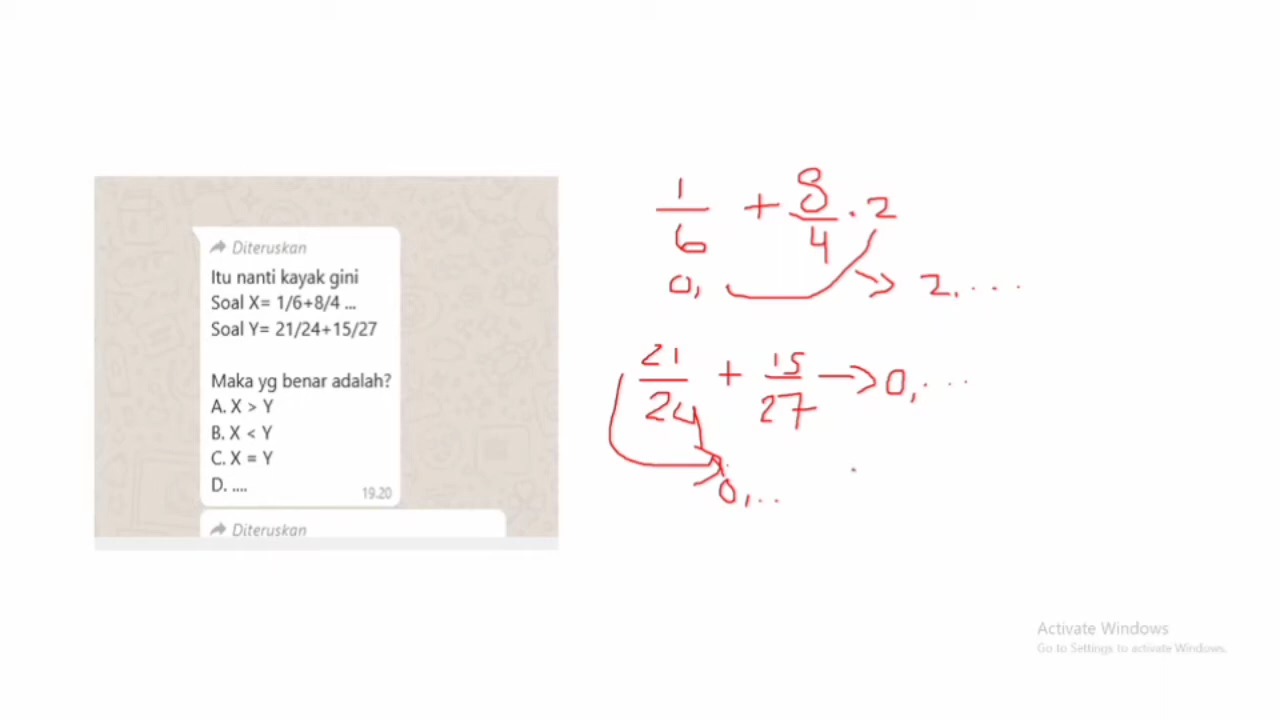 Diteruskan
Itu nanti kayak gini
Soal X= 1/6+8/4 ...
Soal Y= 21/24+15/27
Maka yg benar adalah?
A. X > Y
B. X < Y
C. X = Y
D. ....
19.20
Diteruskan
1/6 + 8/4 . 2
0, → 2, . . . .
21/24 + 15/27 → 0, . . .
0, . .
Activate Windows
Go to Settings to activate Windows.